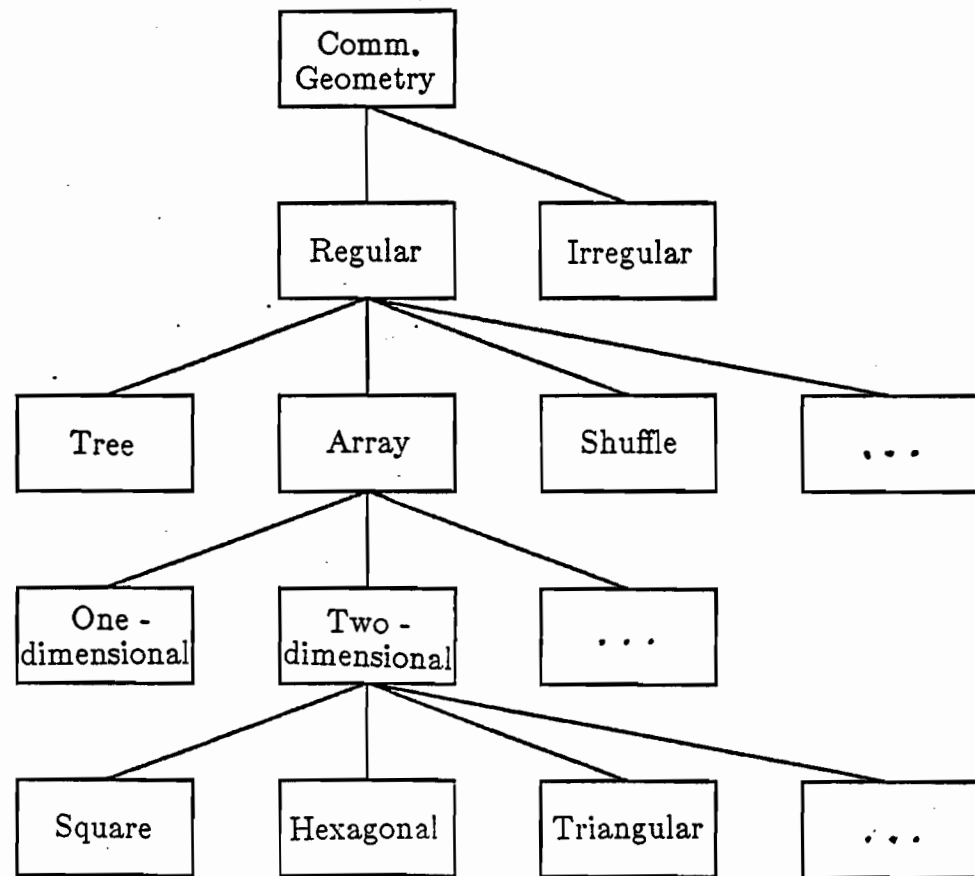 Comm.
Geometry
Regular
Irregular
Tree
Array
Shuffle
...
One -
dimensional
Two -
dimensional
...
Square
Hexagonal
Triangular
...